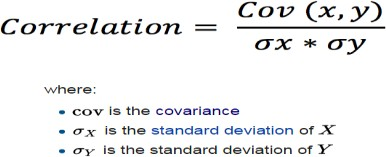 Correlation = Cov (x, y) / σx * σy
where:
• cov is the covariance
• σX is the standard deviation of X
• σY is the standard deviation of Y